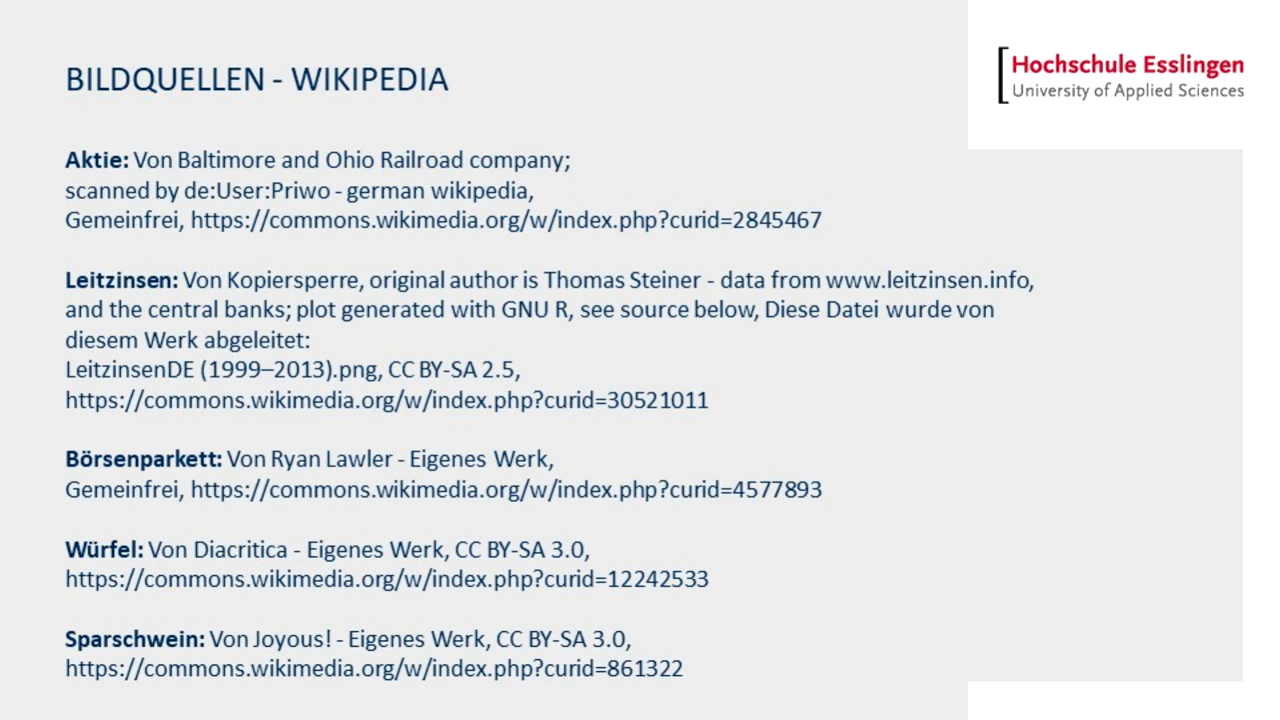 BILDQUELLEN - WIKIPEDIA
Hochschule Esslingen
University of Applied Sciences
Aktie: Von Baltimore and Ohio Railroad company;
scanned by de:User:Priwo - german wikipedia,
Gemeinfrei, https://commons.wikimedia.org/w/index.php?curid=2845467
Leitzinsen: Von Kopiersperre, original author is Thomas Steiner - data from www.leitzinsen.info,
and the central banks; plot generated with GNU R, see source below, Diese Datei wurde von
diesem Werk abgeleitet:
LeitzinsenDE (1999–2013).png, CC BY-SA 2.5,
https://commons.wikimedia.org/w/index.php?curid=30521011
Börsenparkett: Von Ryan Lawler - Eigenes Werk,
Gemeinfrei, https://commons.wikimedia.org/w/index.php?curid=4577893
Würfel: Von Diacritica - Eigenes Werk, CC BY-SA 3.0,
https://commons.wikimedia.org/w/index.php?curid=12242533
Sparschwein: Von Joyous! - Eigenes Werk, CC BY-SA 3.0,
https://commons.wikimedia.org/w/index.php?curid=861322